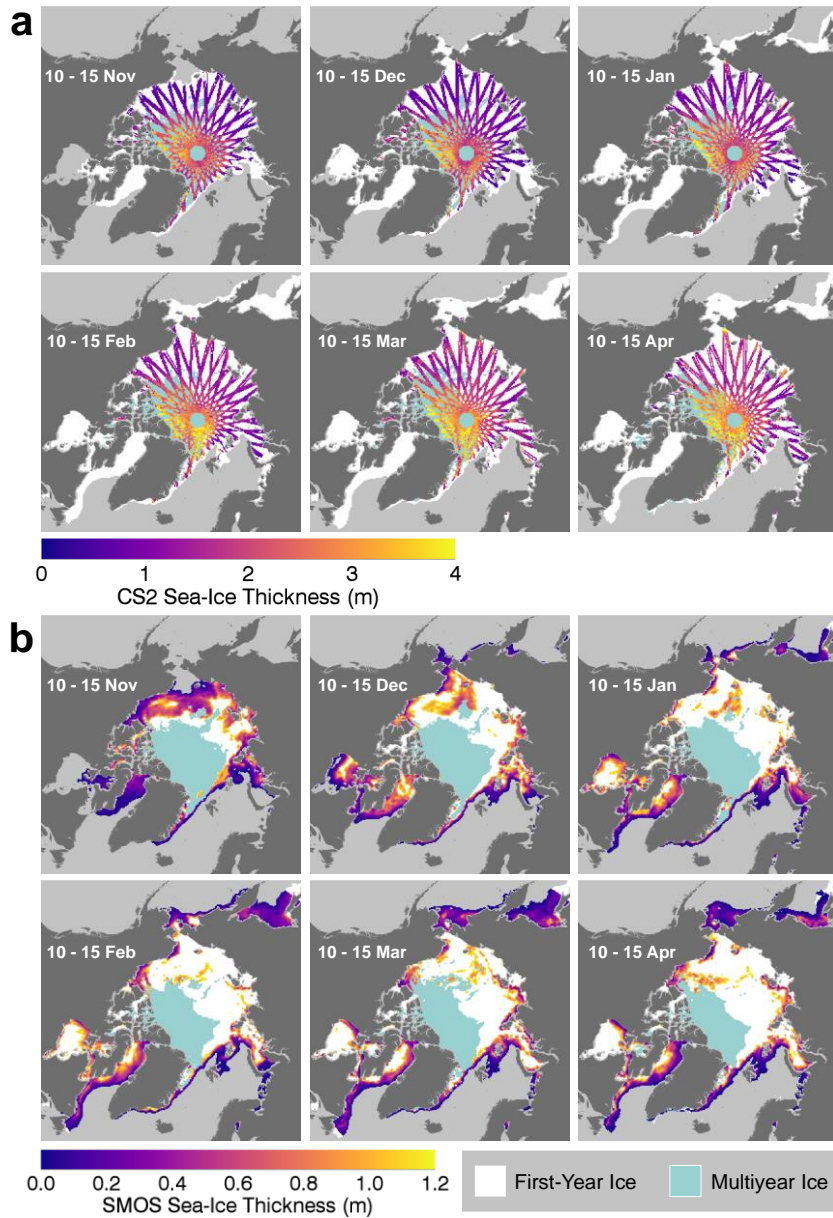 a
10 - 15 Nov
10 - 15 Dec
10 - 15 Jan
10 - 15 Feb
10 - 15 Mar
10 - 15 Apr
0 1 2 3 4
CS2 Sea-Ice Thickness (m)
b
10 - 15 Nov
10 - 15 Dec
10 - 15 Jan
10 - 15 Feb
10 - 15 Mar
10 - 15 Apr
0.0 0.2 0.4 0.6 0.8 1.0 1.2
SMOS Sea-Ice Thickness (m)
First-Year Ice
Multiyear Ice